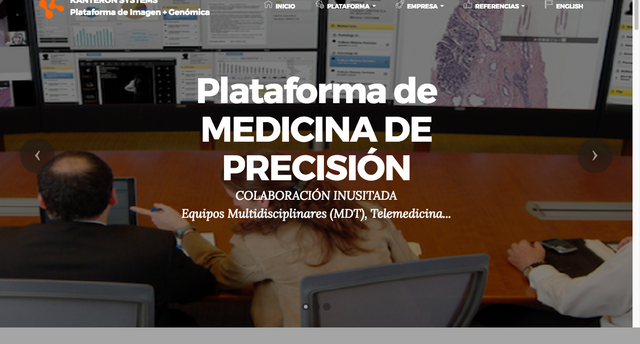 KANTERON SYSTEMS
Plataforma de Imagen + Genómica
INICIO
PLATAFORMA
EMPRESA
REFERENCIAS
ENGLISH
Plataforma de
MEDICINA DE
PRECISIÓN
COLABORACIÓN INUSITADA
Equipos Multidisciplinares (MDT), Telemedicina...